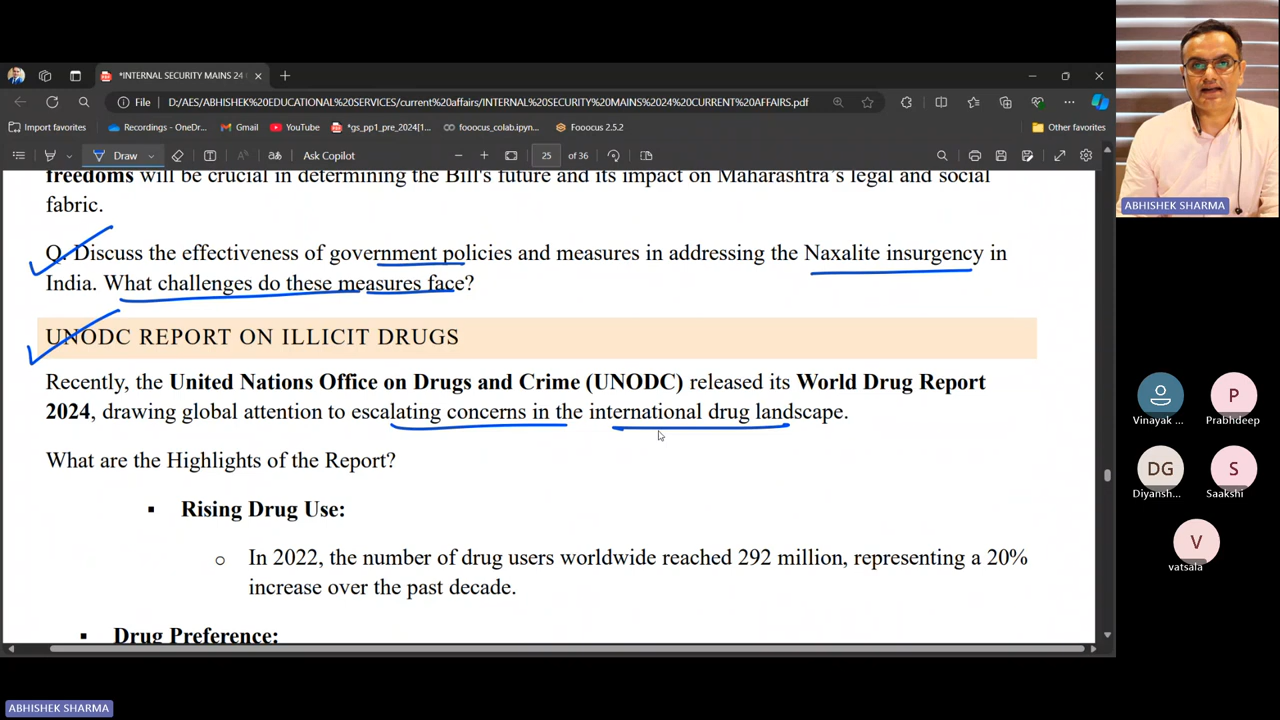 *INTERNAL SECURITY MAINS 24
File
D:/AES/ABHISHEK%20EDUCATIONAL%20SERVICES/current%20affairs/INTERNAL%20SECURITY%20MAINS%202024%20CURRENT%20AFFAIRS.pdf
Import favorites
Recordings - OneDr...
Gmail
YouTube
*gs_pp1_pre_2024[1...
fooocus_colab.ipyn...
Fooocus 2.5.2
Other favorites
Draw
Ask Copilot
25 of 36
freedoms will be crucial in determining the Bill's future and its impact on Maharashtra's legal and social
fabric.
Q. Discuss the effectiveness of government policies and measures in addressing the Naxalite insurgency in
India. What challenges do these measures face?
UNODC REPORT ON ILLICIT DRUGS
Recently, the United Nations Office on Drugs and Crime (UNODC) released its World Drug Report
2024, drawing global attention to escalating concerns in the international drug landscape.
What are the Highlights of the Report?
▪ Rising Drug Use:
o In 2022, the number of drug users worldwide reached 292 million, representing a 20%
increase over the past decade.
▪ Drug Preference:
ABHISHEK SHARMA
P
Vinayak ...
Prabhdeep
DG
S
Diyansh...
Saakshi
V
vatsala
ABHISHEK SHARMA